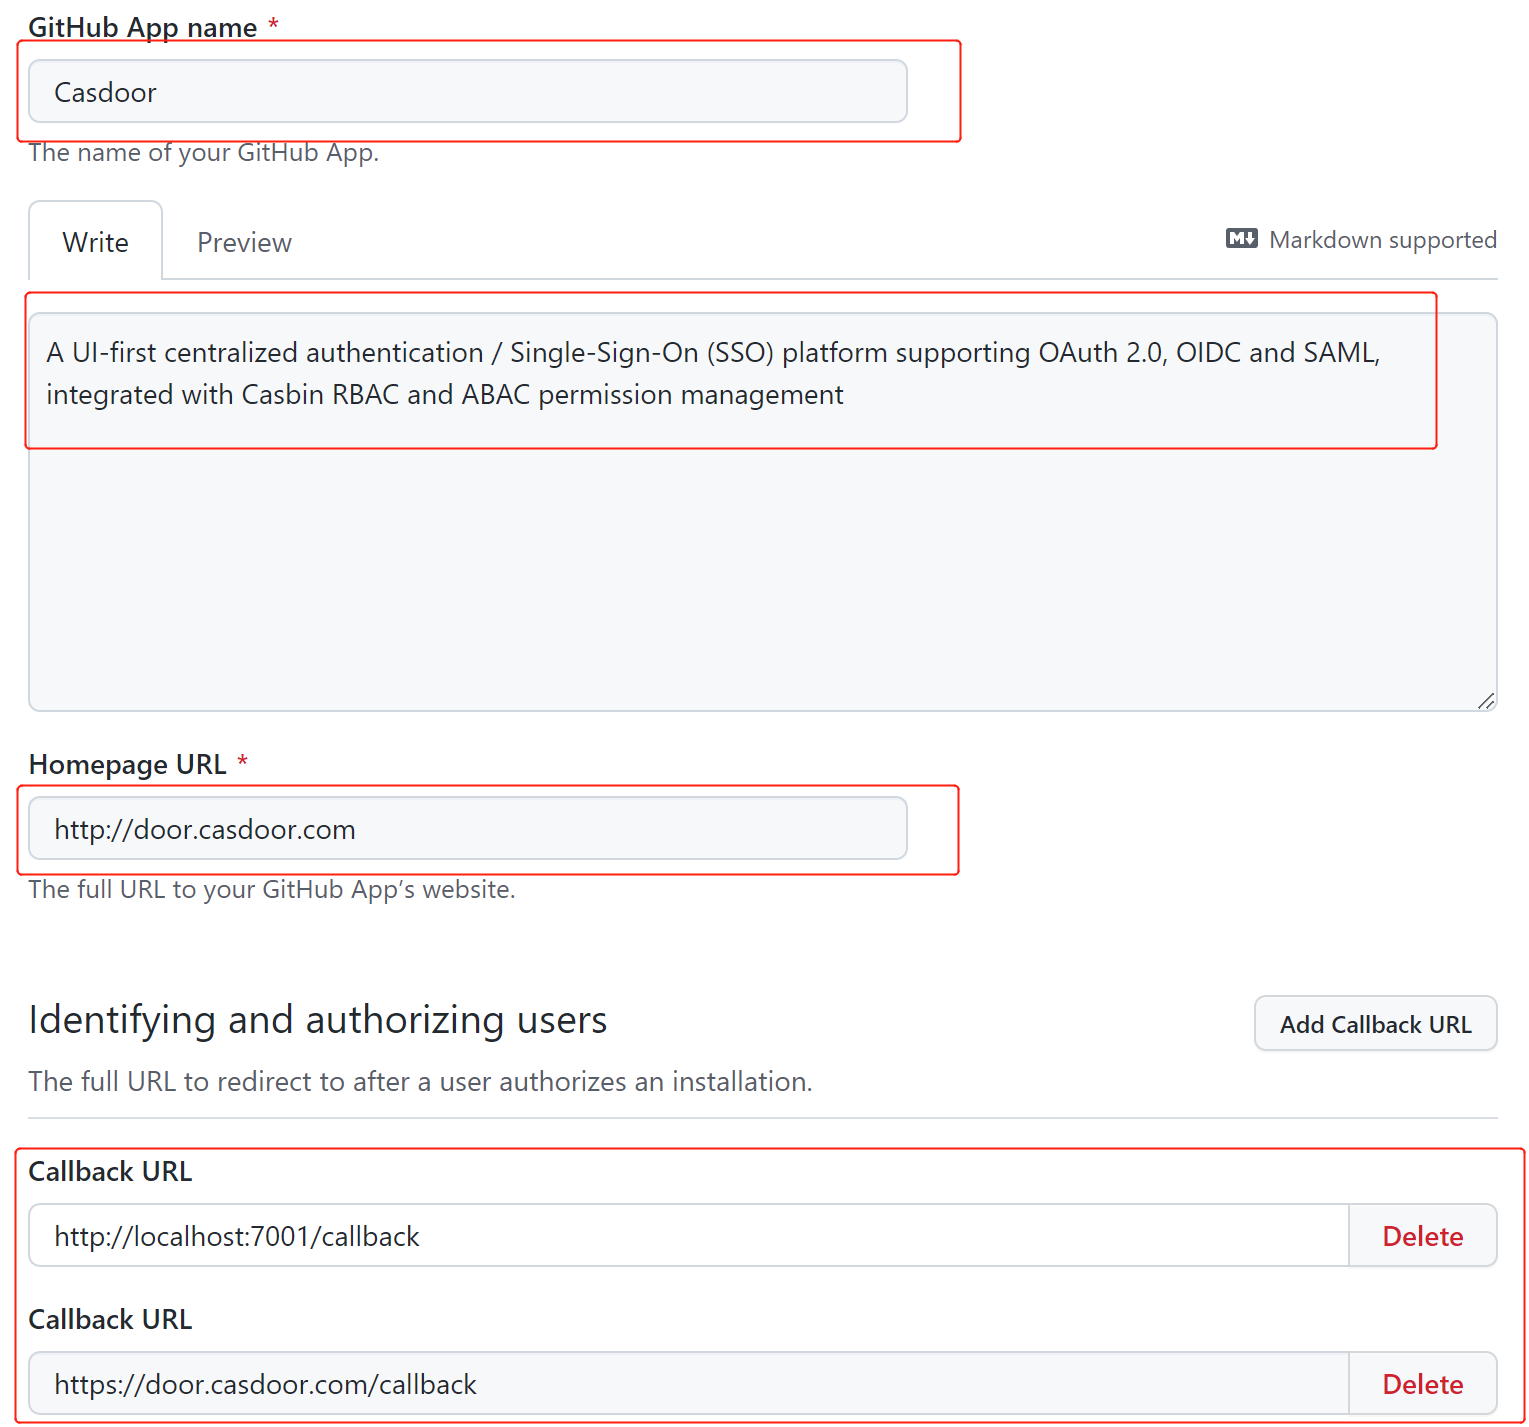 GitHub App name *
Casdoor
The name of your GitHub App.
Write Preview Markdown supported
A UI-first centralized authentication / Single-Sign-On (SSO) platform supporting OAuth 2.0, OIDC and SAML,
integrated with Casbin RBAC and ABAC permission management
Homepage URL *
http://door.casdoor.com
The full URL to your GitHub App’s website.
Identifying and authorizing users
Add Callback URL
The full URL to redirect to after a user authorizes an installation.
Callback URL
http://localhost:7001/callback Delete
Callback URL
https://door.casdoor.com/callback Delete